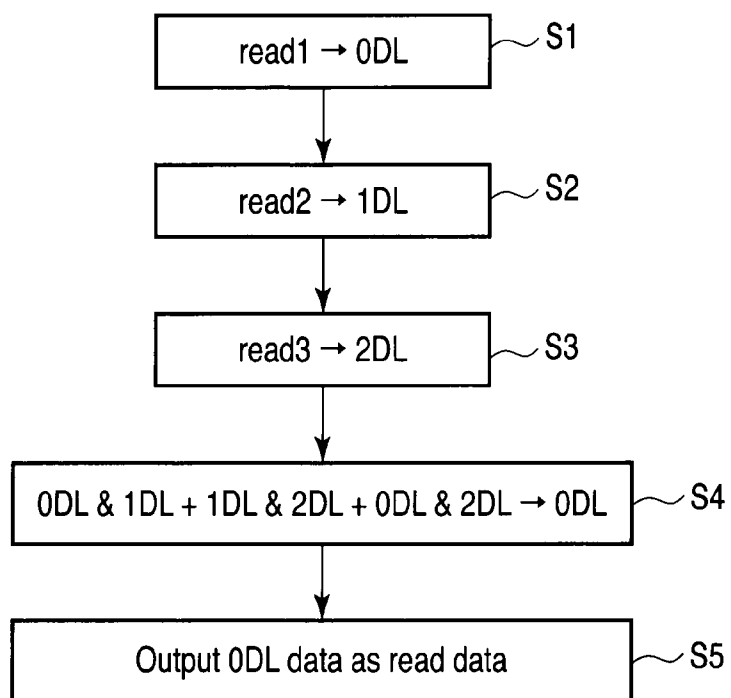 read1 → 0DL S1
read2 → 1DL S2
read3 → 2DL S3
0DL & 1DL + 1DL & 2DL + 0DL & 2DL → 0DL S4
Output 0DL data as read data S5